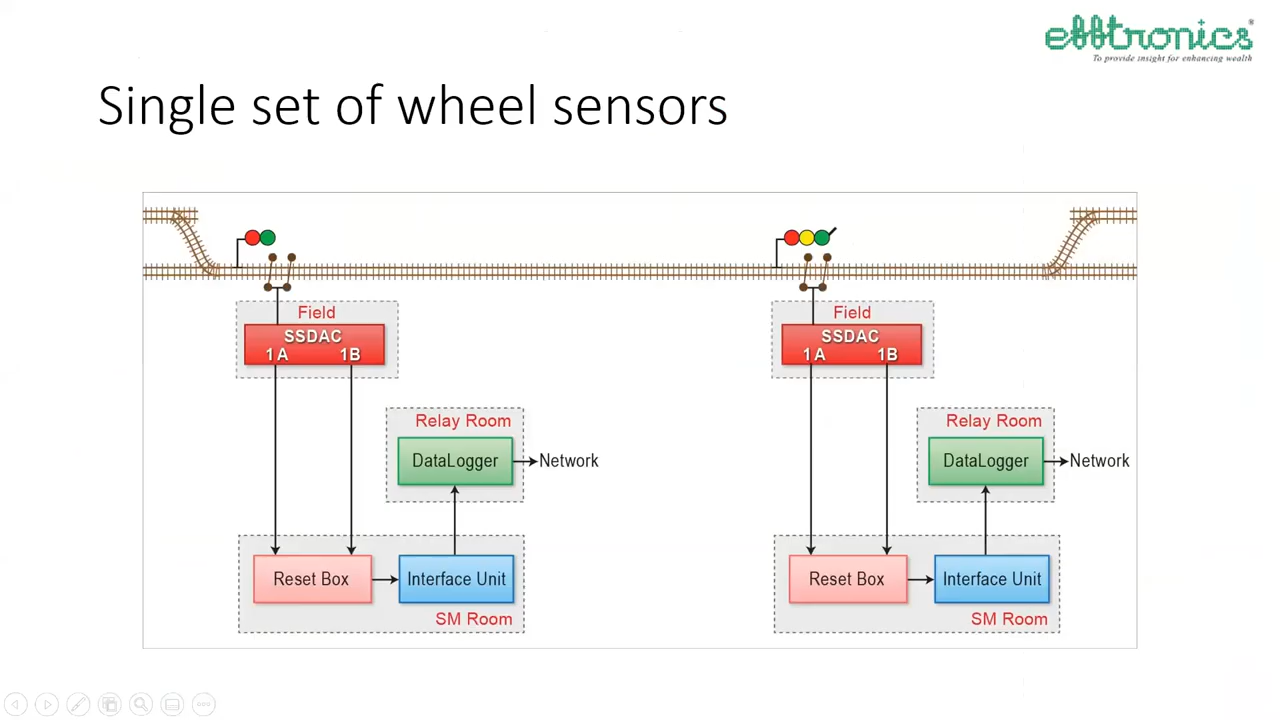 efftronics
To provide insight for enhancing wealth
Single set of wheel sensors
Field
SSDAC
1A 1B
Relay Room
DataLogger
Network
Reset Box
Interface Unit
SM Room
Field
SSDAC
1A 1B
Relay Room
DataLogger
Network
Reset Box
Interface Unit
SM Room